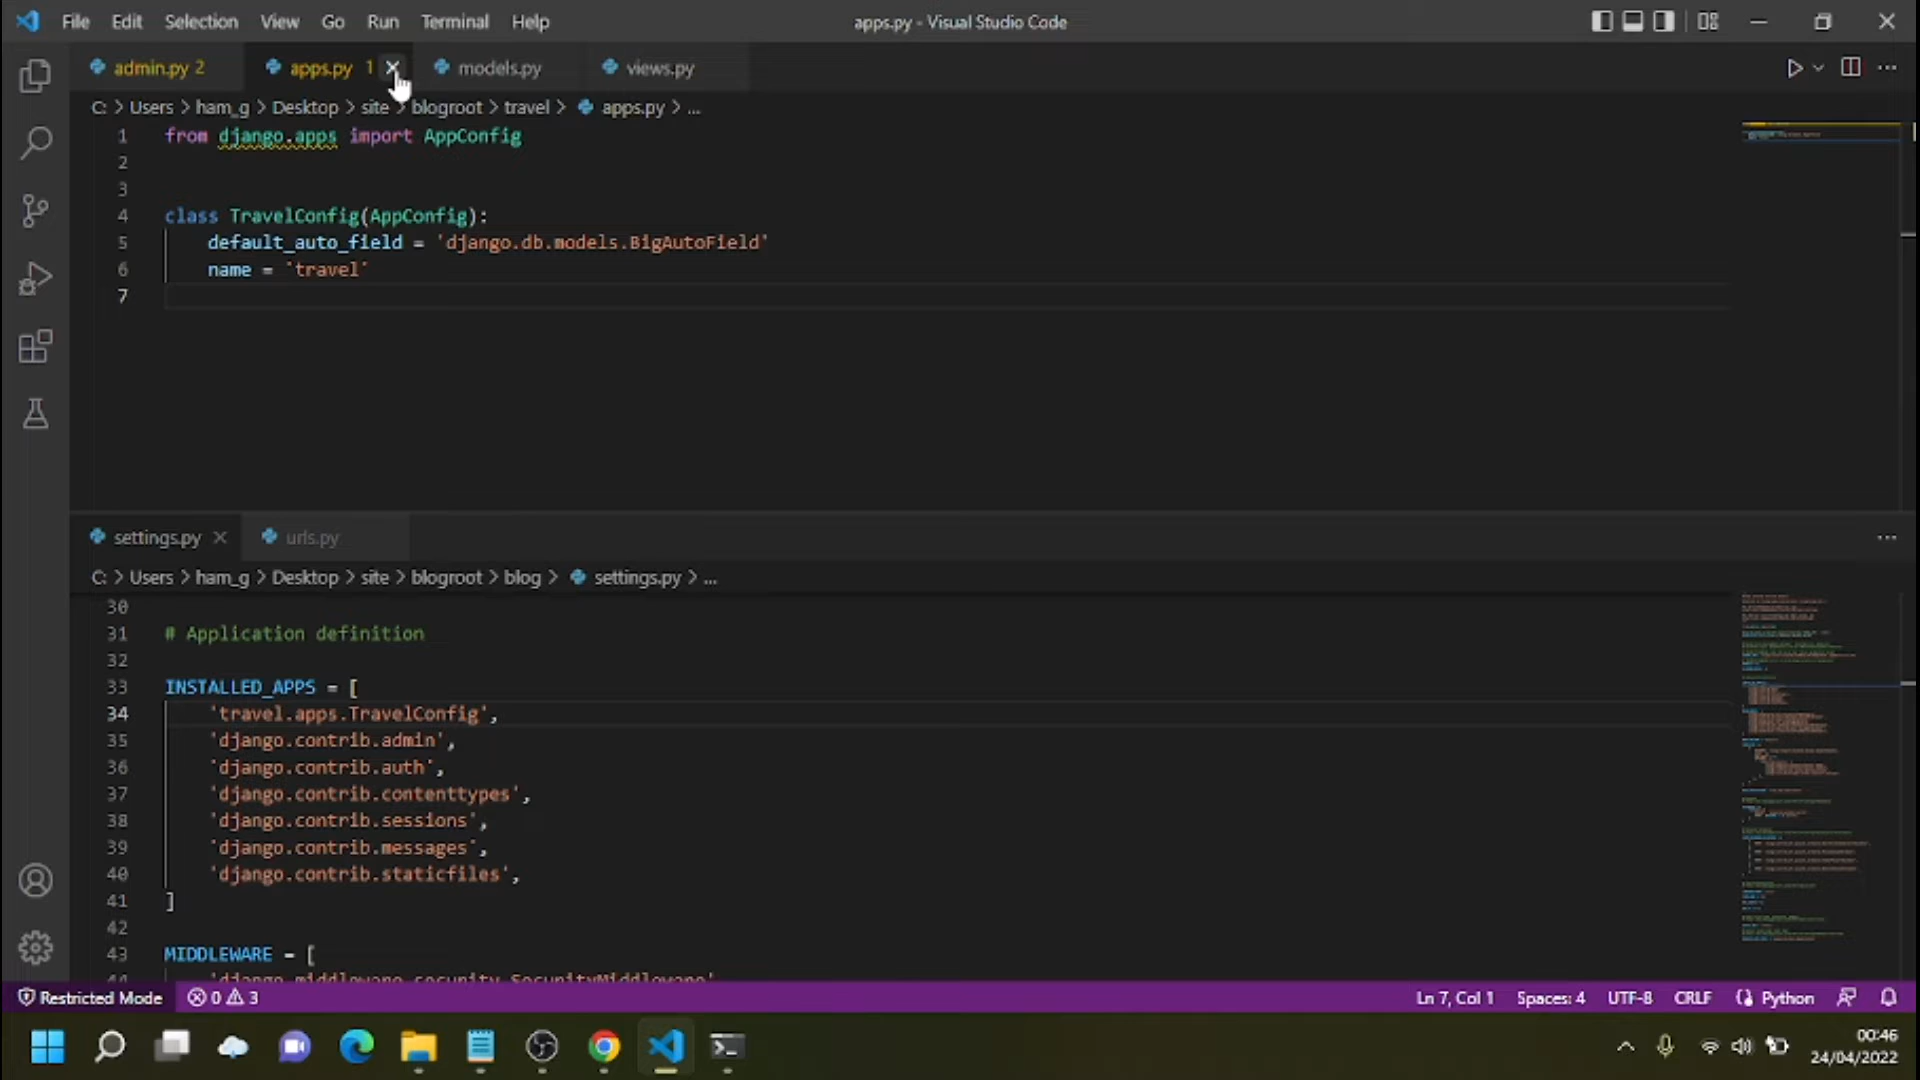 File Edit Selection View Go Run Terminal Help
apps.py - Visual Studio Code
admin.py 2
apps.py 1
models.py
views.py
C: > Users > ham_g > Desktop > site > blogroot > travel > apps.py > ...
1 from django.apps import AppConfig
2
3
4 class TravelConfig(AppConfig):
5 default_auto_field = 'django.db.models.BigAutoField'
6 name = 'travel'
7
settings.py
urls.py
C: > Users > ham_g > Desktop > site > blogroot > blog > settings.py > ...
30
31 # Application definition
32
33 INSTALLED_APPS = [
34 'travel.apps.TravelConfig',
35 'django.contrib.admin',
36 'django.contrib.auth',
37 'django.contrib.contenttypes',
38 'django.contrib.sessions',
39 'django.contrib.messages',
40 'django.contrib.staticfiles',
41 ]
42
43 MIDDLEWARE = [
44 'django.middleware.security.SecurityMiddleware'
Restricted Mode 0 3 Ln 7, Col 1 Spaces: 4 UTF-8 CRLF Python
00:46
24/04/2022